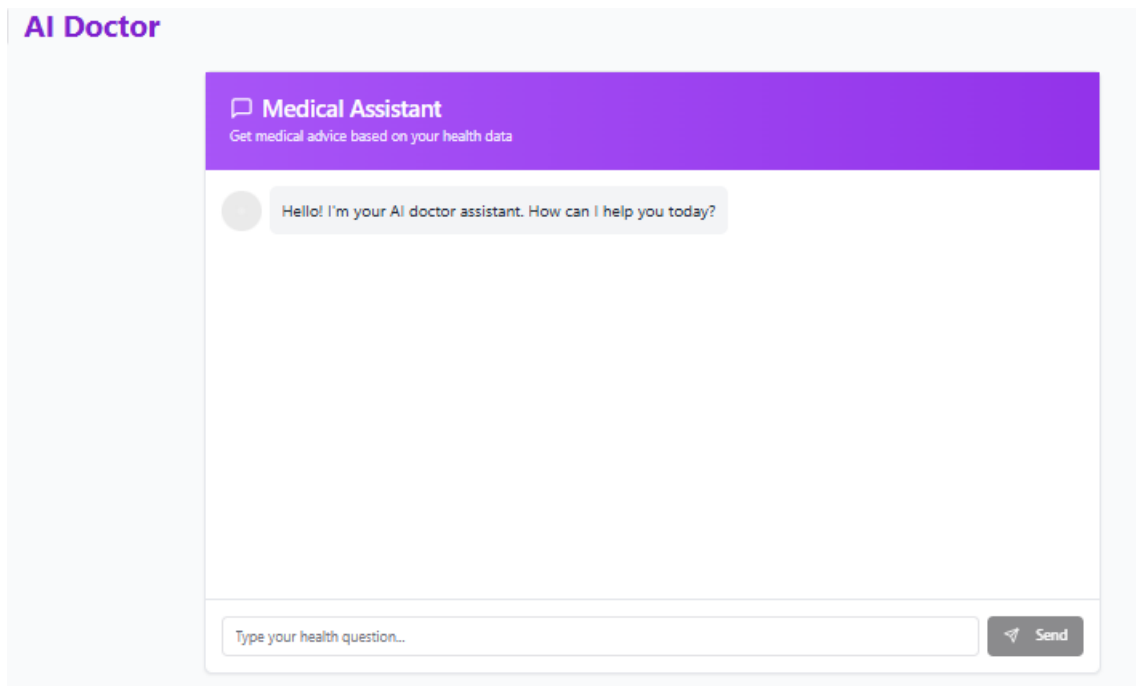 AI Doctor
Medical Assistant
Get medical advice based on your health data
Hello! I'm your AI doctor assistant. How can I help you today?
Type your health question...
Send